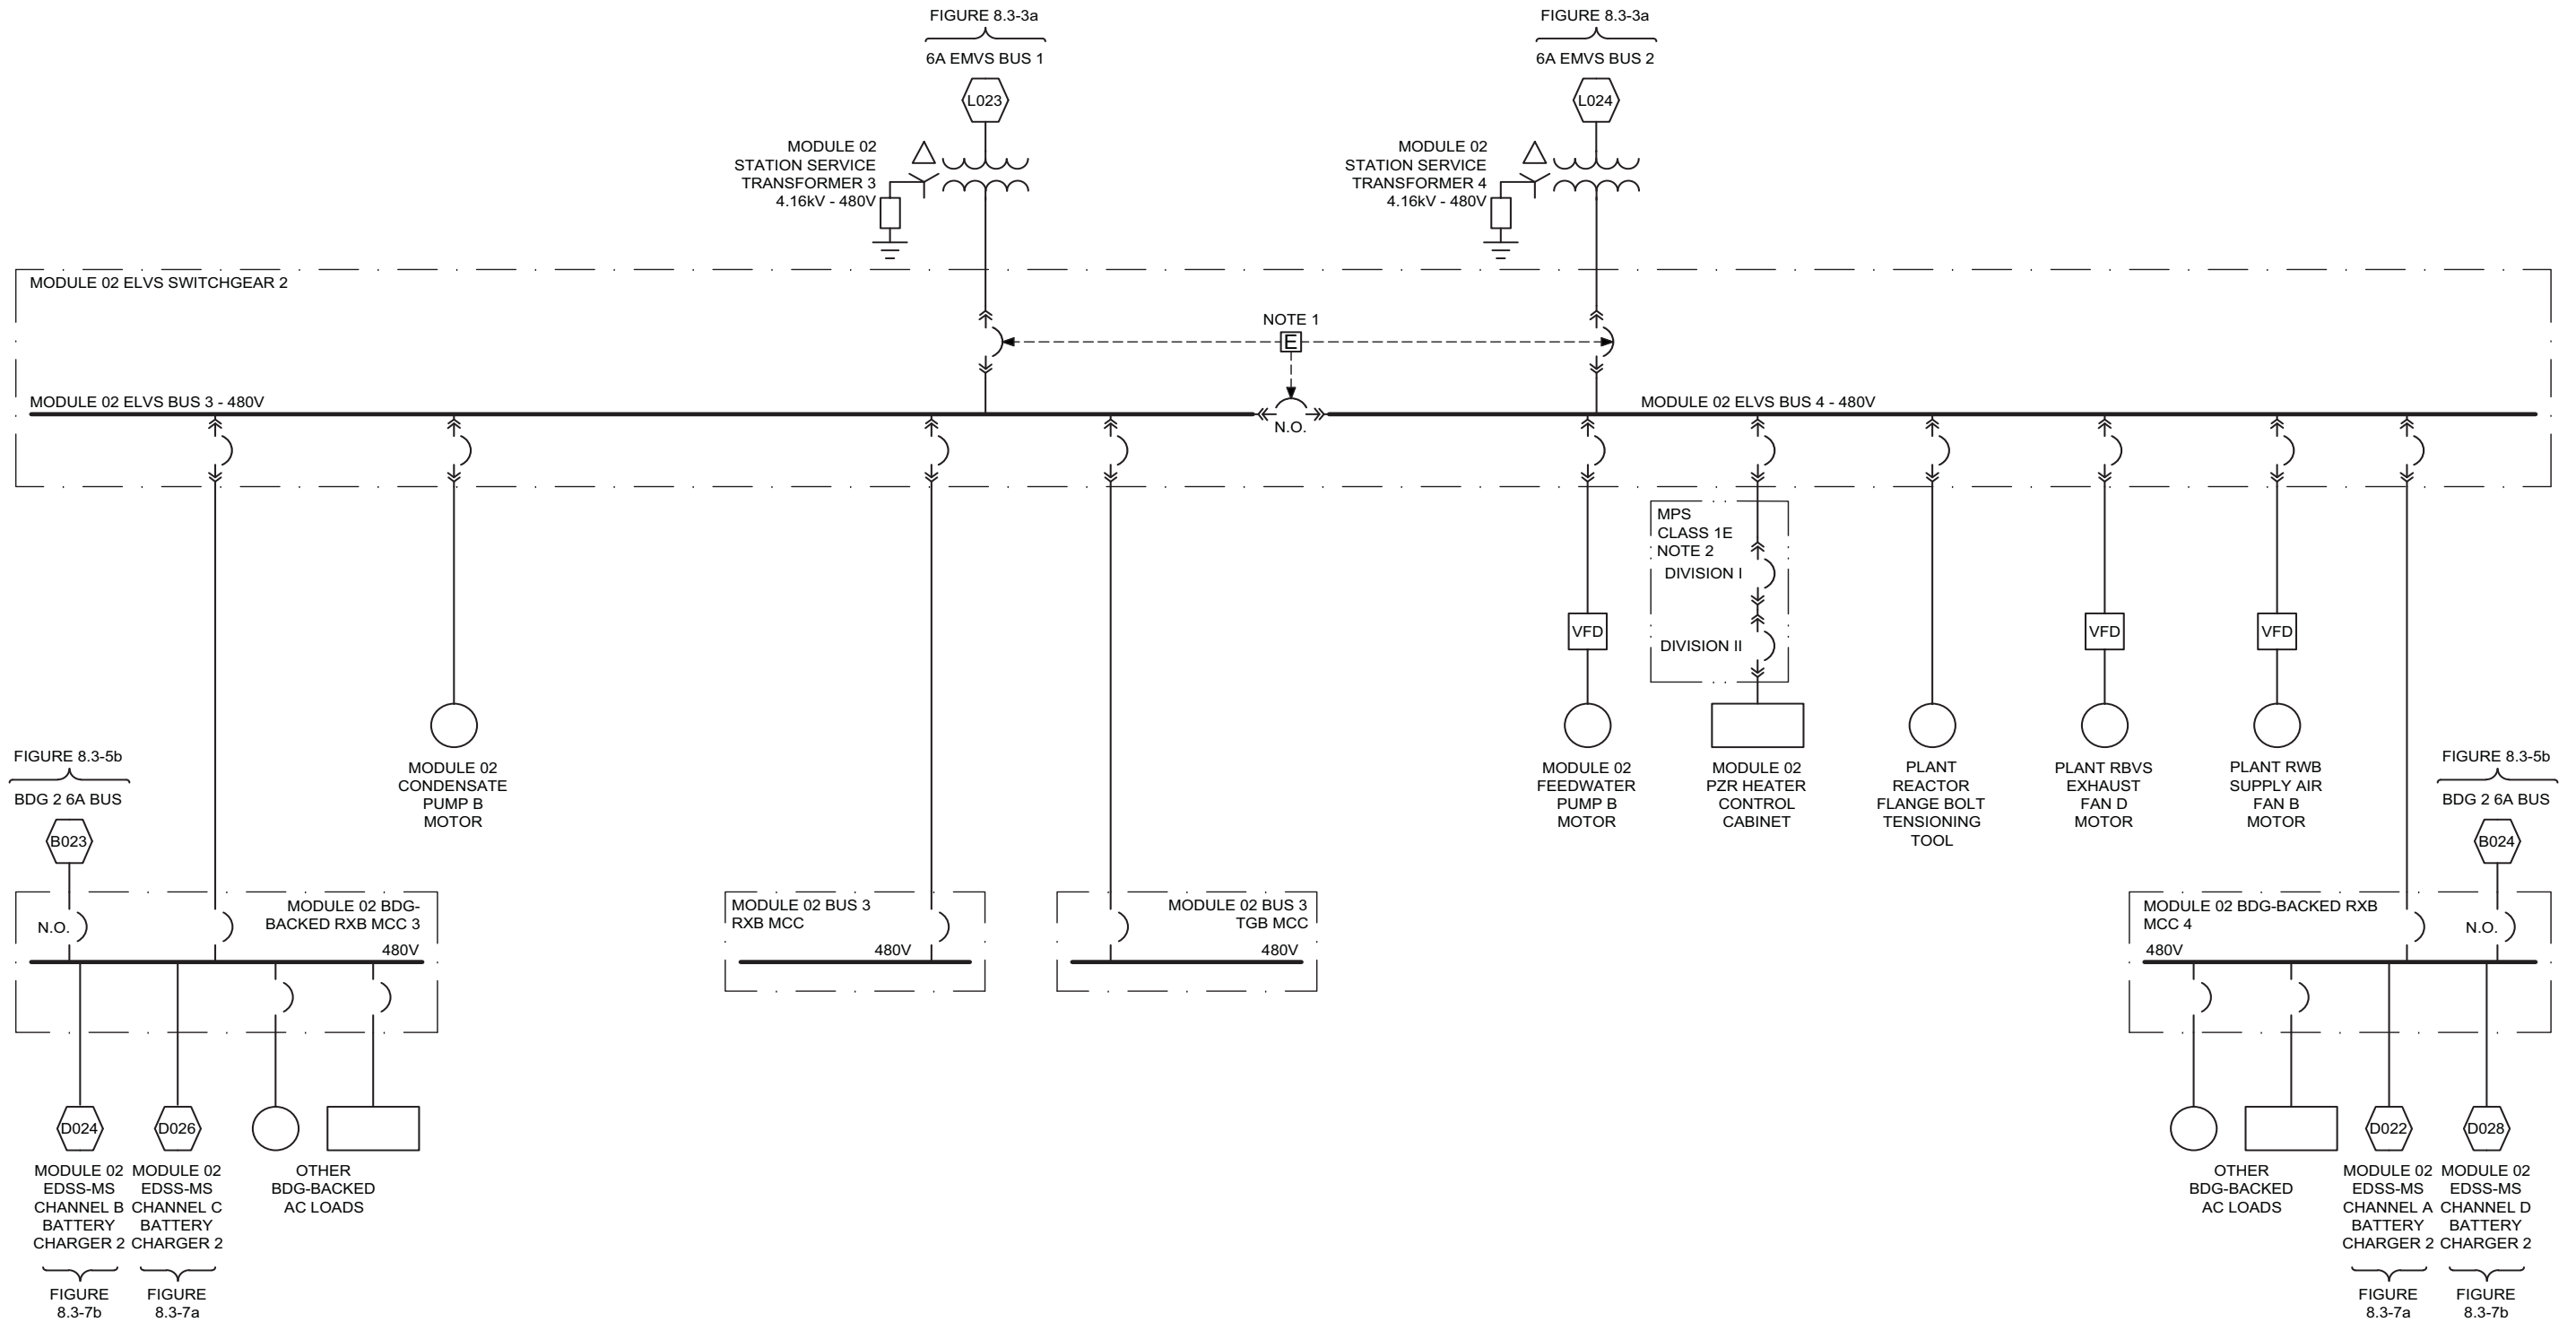 FIGURE 8.3-3a
6A EMVS BUS 1
L023
MODULE 02
STATION SERVICE
TRANSFORMER 3
4.16kV - 480V
FIGURE 8.3-3a
6A EMVS BUS 2
L024
MODULE 02
STATION SERVICE
TRANSFORMER 4
4.16kV - 480V
MODULE 02 ELVS SWITCHGEAR 2
NOTE 1
E
MODULE 02 ELVS BUS 3 - 480V
N.O.
MODULE 02 ELVS BUS 4 - 480V
MPS
CLASS 1E
NOTE 2
DIVISION I
DIVISION II
VFD
VFD
VFD
MODULE 02
CONDENSATE
PUMP B
MOTOR
MODULE 02
FEEDWATER
PUMP B
MOTOR
MODULE 02
PZR HEATER
CONTROL
CABINET
PLANT
REACTOR
FLANGE BOLT
TENSIONING
TOOL
PLANT RBVS
EXHAUST
FAN D
MOTOR
PLANT RWB
SUPPLY AIR
FAN B
MOTOR
FIGURE 8.3-5b
BDG 2 6A BUS
B023
N.O.
MODULE 02 BDG-
BACKED RXB MCC 3
480V
MODULE 02 BUS 3
RXB MCC
480V
MODULE 02 BUS 3
TGB MCC
480V
FIGURE 8.3-5b
BDG 2 6A BUS
B024
MODULE 02 BDG-BACKED RXB
MCC 4
N.O.
480V
D024
MODULE 02
EDSS-MS
CHANNEL B
BATTERY
CHARGER 2
FIGURE
8.3-7b
D026
MODULE 02
EDSS-MS
CHANNEL C
BATTERY
CHARGER 2
FIGURE
8.3-7a
OTHER
BDG-BACKED
AC LOADS
OTHER
BDG-BACKED
AC LOADS
D022
MODULE 02
EDSS-MS
CHANNEL A
BATTERY
CHARGER 2
FIGURE
8.3-7a
D028
MODULE 02
EDSS-MS
CHANNEL D
BATTERY
CHARGER 2
FIGURE
8.3-7b